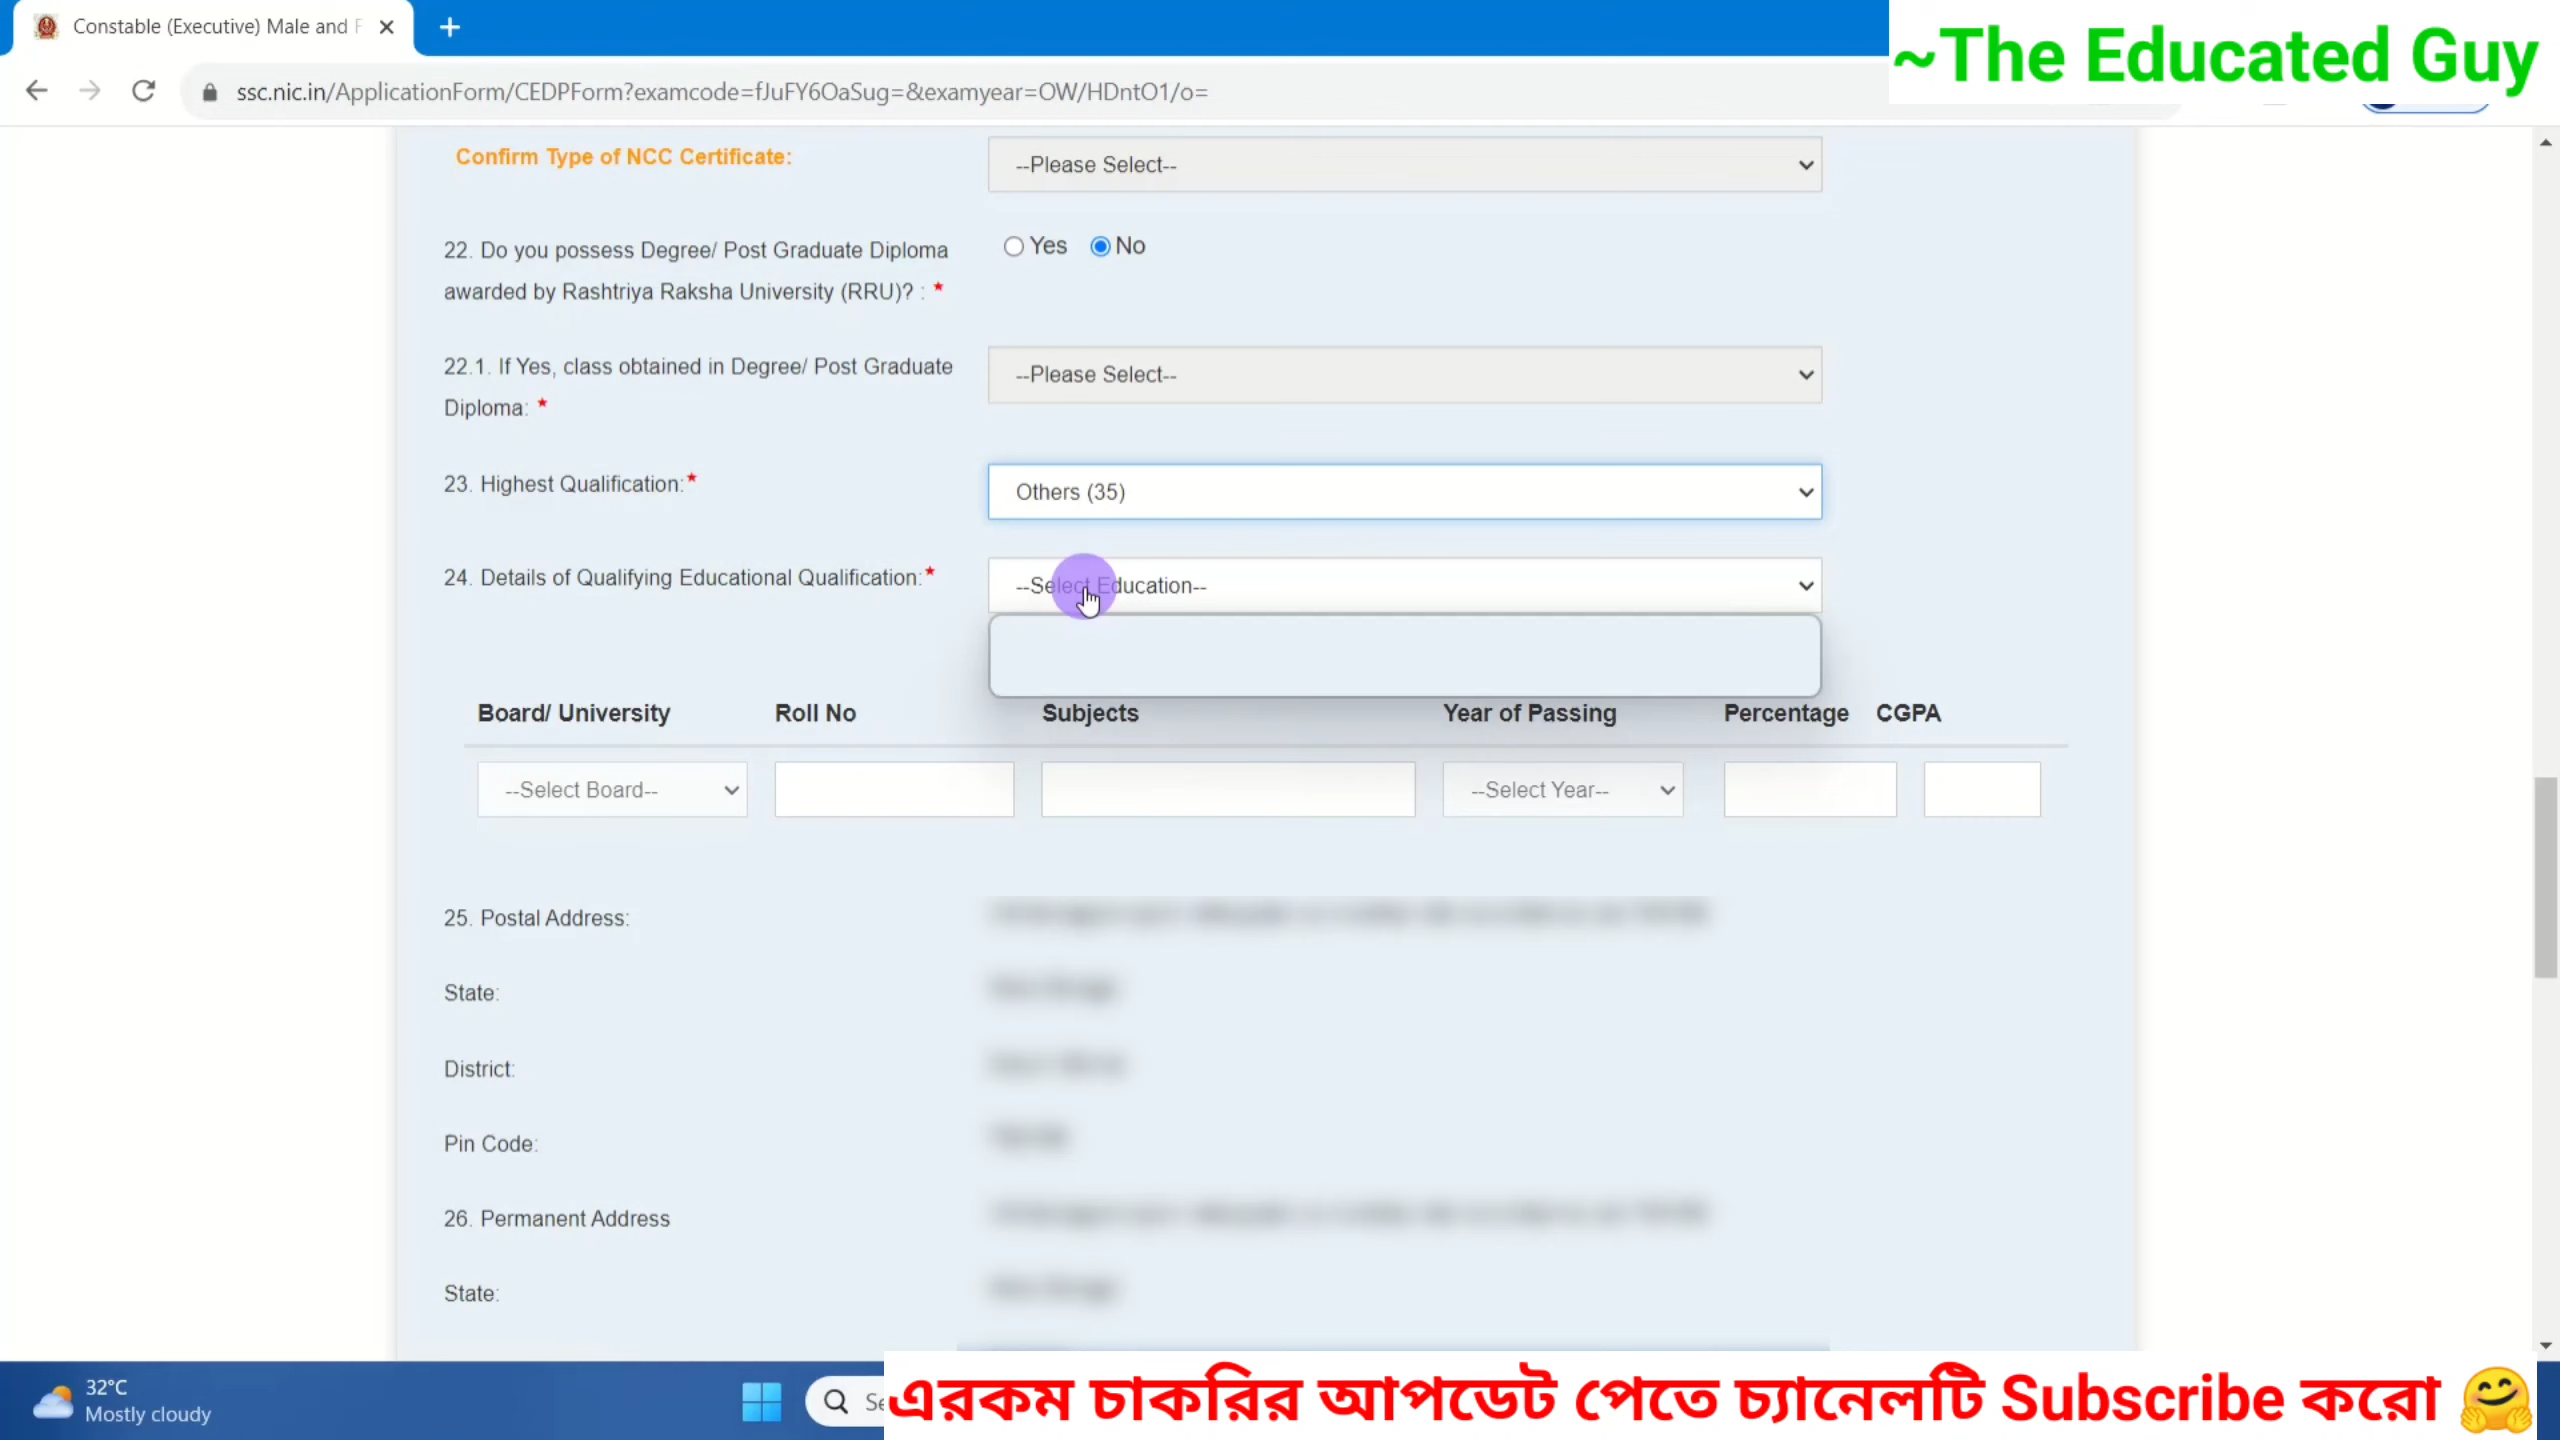 Constable (Executive) Male and F
~The Educated Guy
ssc.nic.in/ApplicationForm/CEDPForm?examcode=fJuFY6OaSug=&examyear=OW/HDntO1/o=
Confirm Type of NCC Certificate:
--Please Select--
22. Do you possess Degree/ Post Graduate Diploma
awarded by Rashtriya Raksha University (RRU)? : *
Yes No
22.1. If Yes, class obtained in Degree/ Post Graduate
Diploma: *
--Please Select--
23. Highest Qualification:*
Others (35)
24. Details of Qualifying Educational Qualification:*
--Select Education--
Board/ University Roll No Subjects Year of Passing Percentage CGPA
--Select Board-- --Select Year--
25. Postal Address:
State:
District:
Pin Code:
26. Permanent Address
State:
32°C
Mostly cloudy
এরকম চাকরির আপডেট পেতে চ্যানেলটি Subscribe করো 🤗